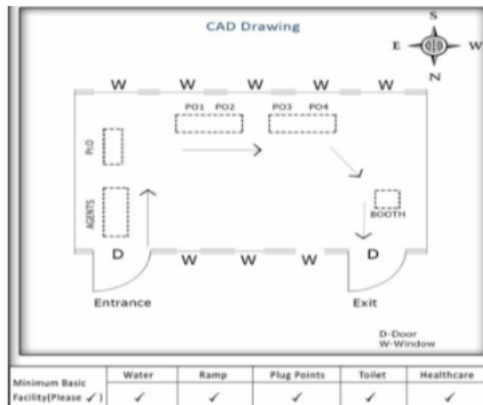 CAD Drawing
S
E W
N
W W W W W
PO1 PO2 PO3 PO4
PrO
AGENTS
BOOTH
D W W W D
Entrance Exit
D-Door
W-Window
Minimum Basic Facility(Please ✓) Water Ramp Plug Points Toilet Healthcare
✓ ✓ ✓ ✓ ✓